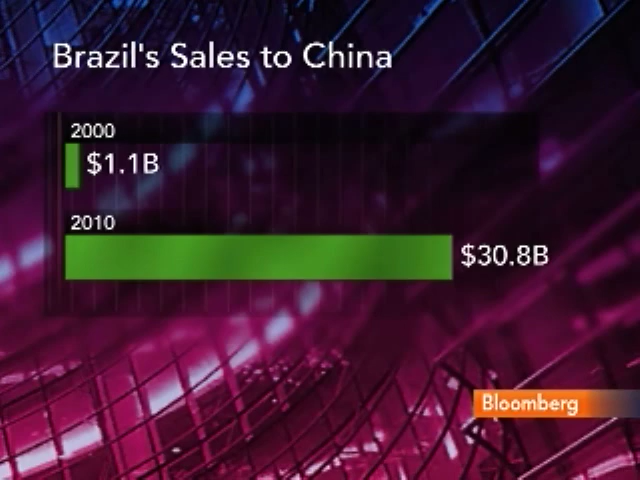 Brazil's Sales to China
2000
$1.1B
2010
$30.8B
Bloomberg